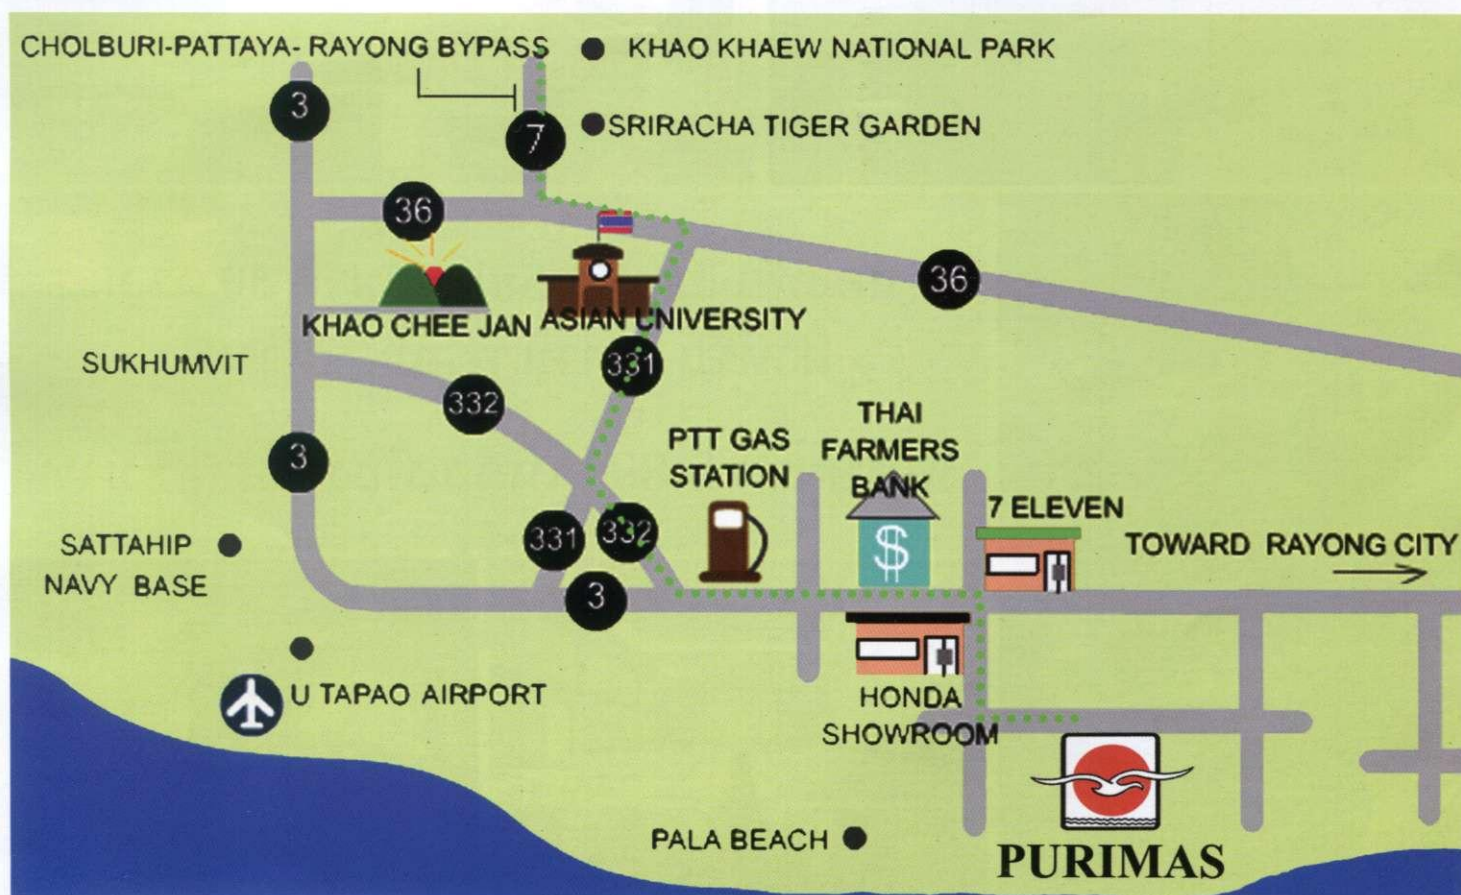 CHOLBURI-PATTAYA- RAYONG BYPASS
KHAO KHAEW NATIONAL PARK
3
7
SRIRACHA TIGER GARDEN
36
36
KHAO CHEE JAN
ASIAN UNIVERSITY
SUKHUMVIT
331
332
THAI
FARMERS
BANK
PTT GAS
STATION
3
7 ELEVEN
$
331
332
TOWARD RAYONG CITY
SATTAHIP
NAVY BASE
3
U TAPAO AIRPORT
HONDA
SHOWROOM
PALA BEACH
PURIMAS